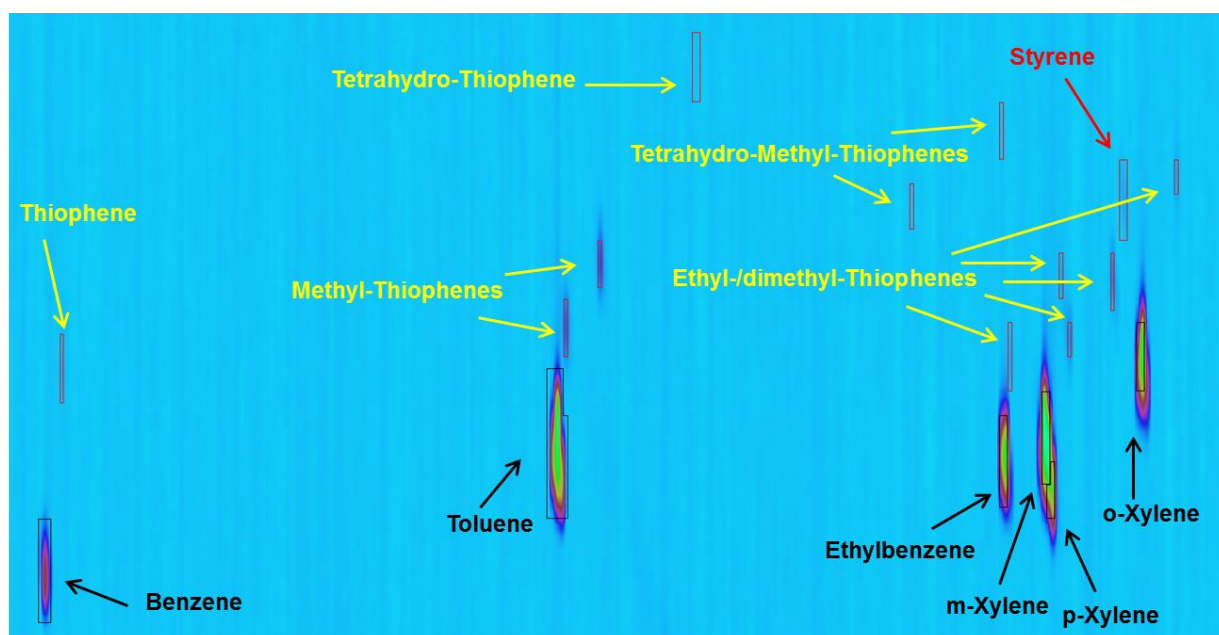 Styrene
Tetrahydro-Thiophene
Tetrahydro-Methyl-Thiophenes
Thiophene
Methyl-Thiophenes
Ethyl-/dimethyl-Thiophenes
Toluene
o-Xylene
Ethylbenzene
Benzene
m-Xylene
p-Xylene